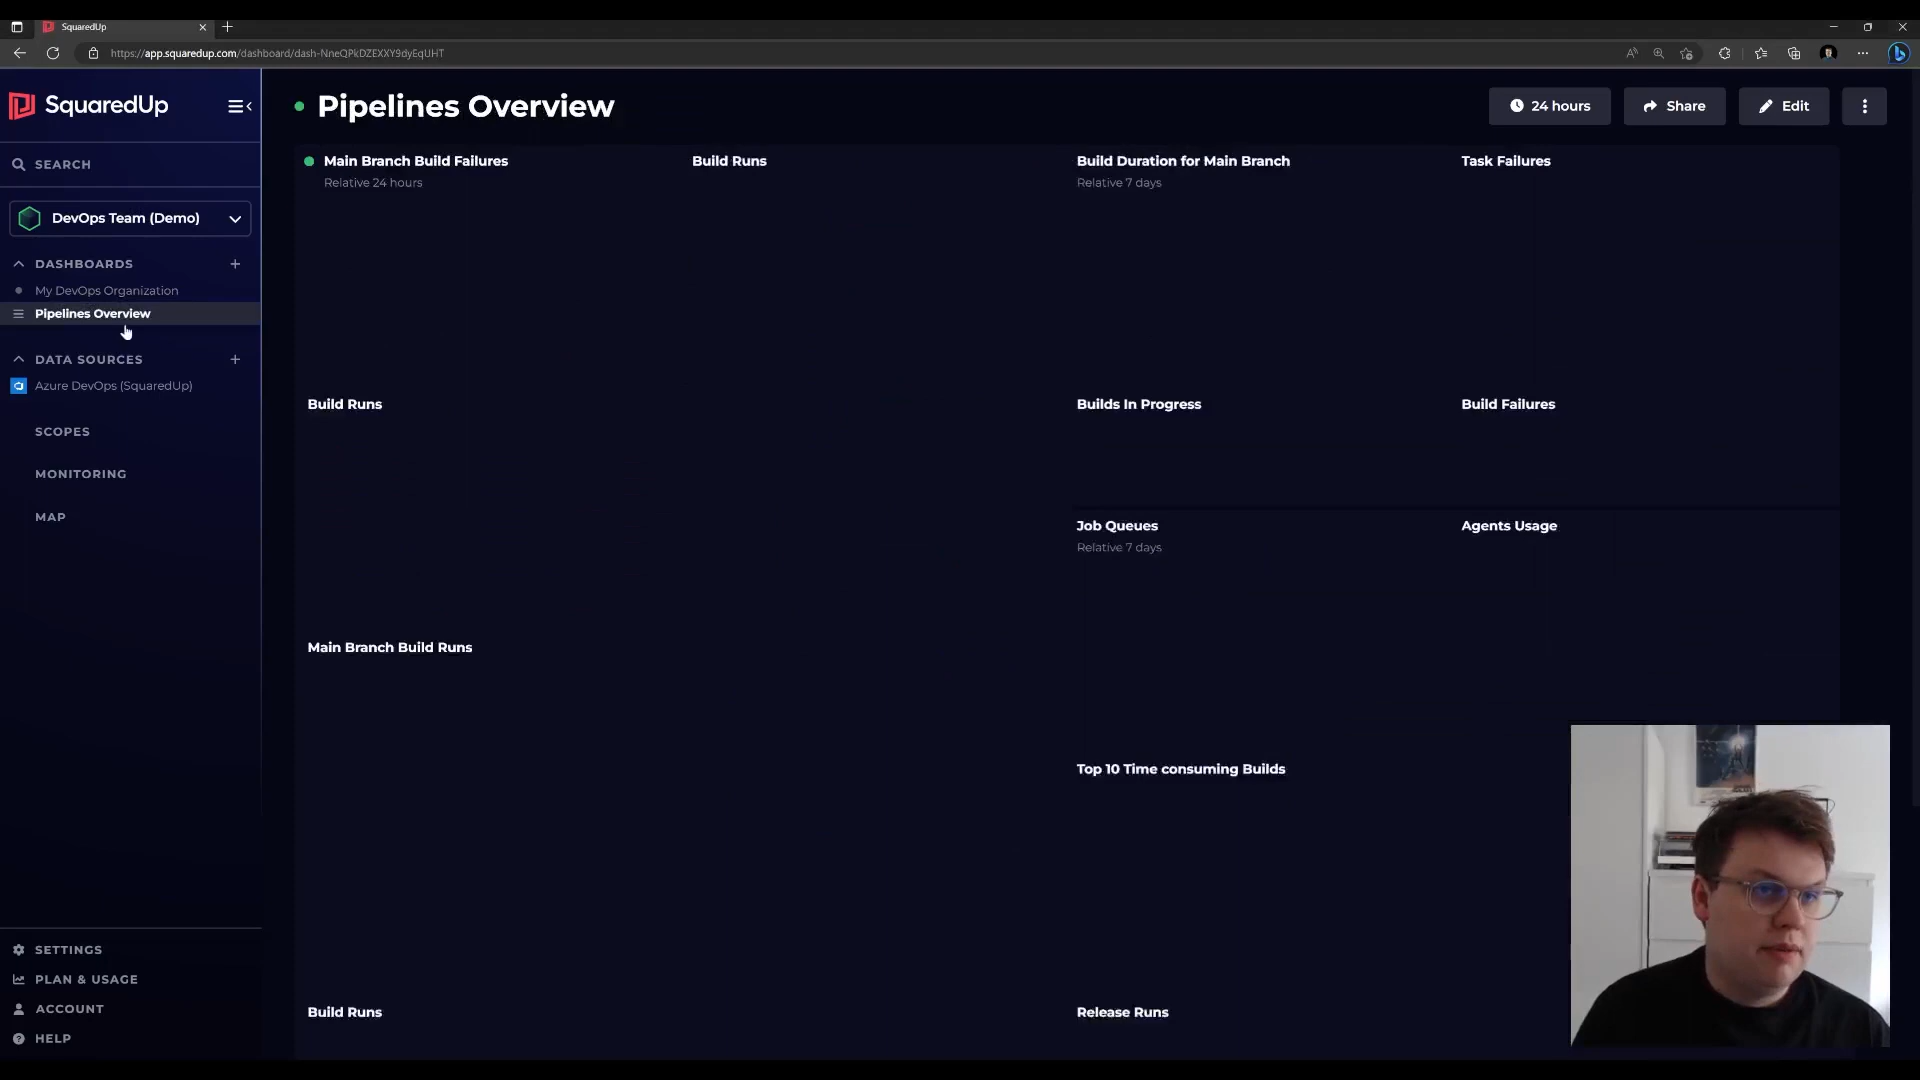 SquaredUp
https://app.squaredup.com/dashboard/dash-NneQPkDZEXXY9dyEqUHT
SquaredUp
Pipelines Overview
24 hours
Share
Edit
SEARCH
DevOps Team (Demo)
DASHBOARDS
My DevOps Organization
Pipelines Overview
DATA SOURCES
Azure DevOps (SquaredUp)
SCOPES
MONITORING
MAP
SETTINGS
PLAN & USAGE
ACCOUNT
HELP
Main Branch Build Failures
Relative 24 hours
Build Runs
Build Duration for Main Branch
Relative 7 days
Task Failures
Build Runs
Builds In Progress
Build Failures
Job Queues
Relative 7 days
Agents Usage
Main Branch Build Runs
Top 10 Time consuming Builds
Build Runs
Release Runs